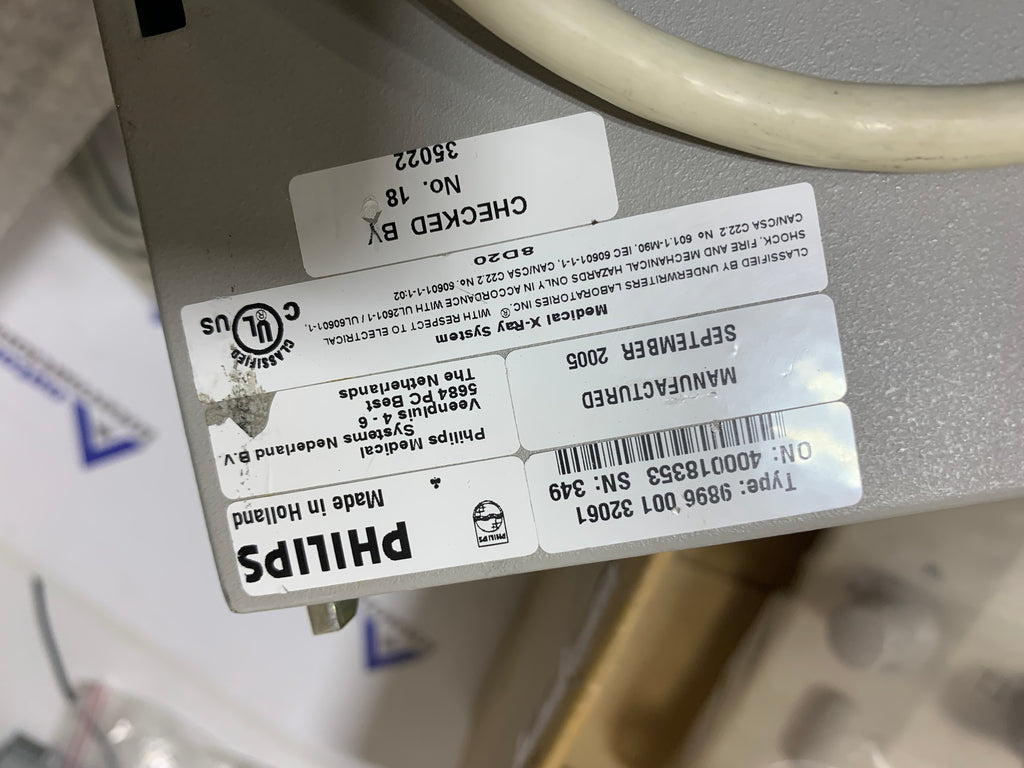 PHILIPS
Made in Holland
PHILIPS
Type: 9896 001 32061
ON: 400018353 SN: 349
Philips Medical
Systems Nederland B.V.
Veenpluis 4 - 6
5684 PC Best
The Netherlands
MANUFACTURED
SEPTEMBER 2005
CLASSIFIED
C UL ® US
Medical X-Ray System
CLASSIFIED BY UNDERWRITERS LABORATORIES INC.® WITH RESPECT TO ELECTRICAL
SHOCK, FIRE AND MECHANICAL HAZARDS ONLY IN ACCORDANCE WITH UL2601-1 / UL60601-1,
CAN/CSA C22.2 No 601.1-M90, IEC 60601-1-1, CAN/CSA C22.2 No. 60601-1-1:02
8D20
CHECKED BY
No. 18
35022